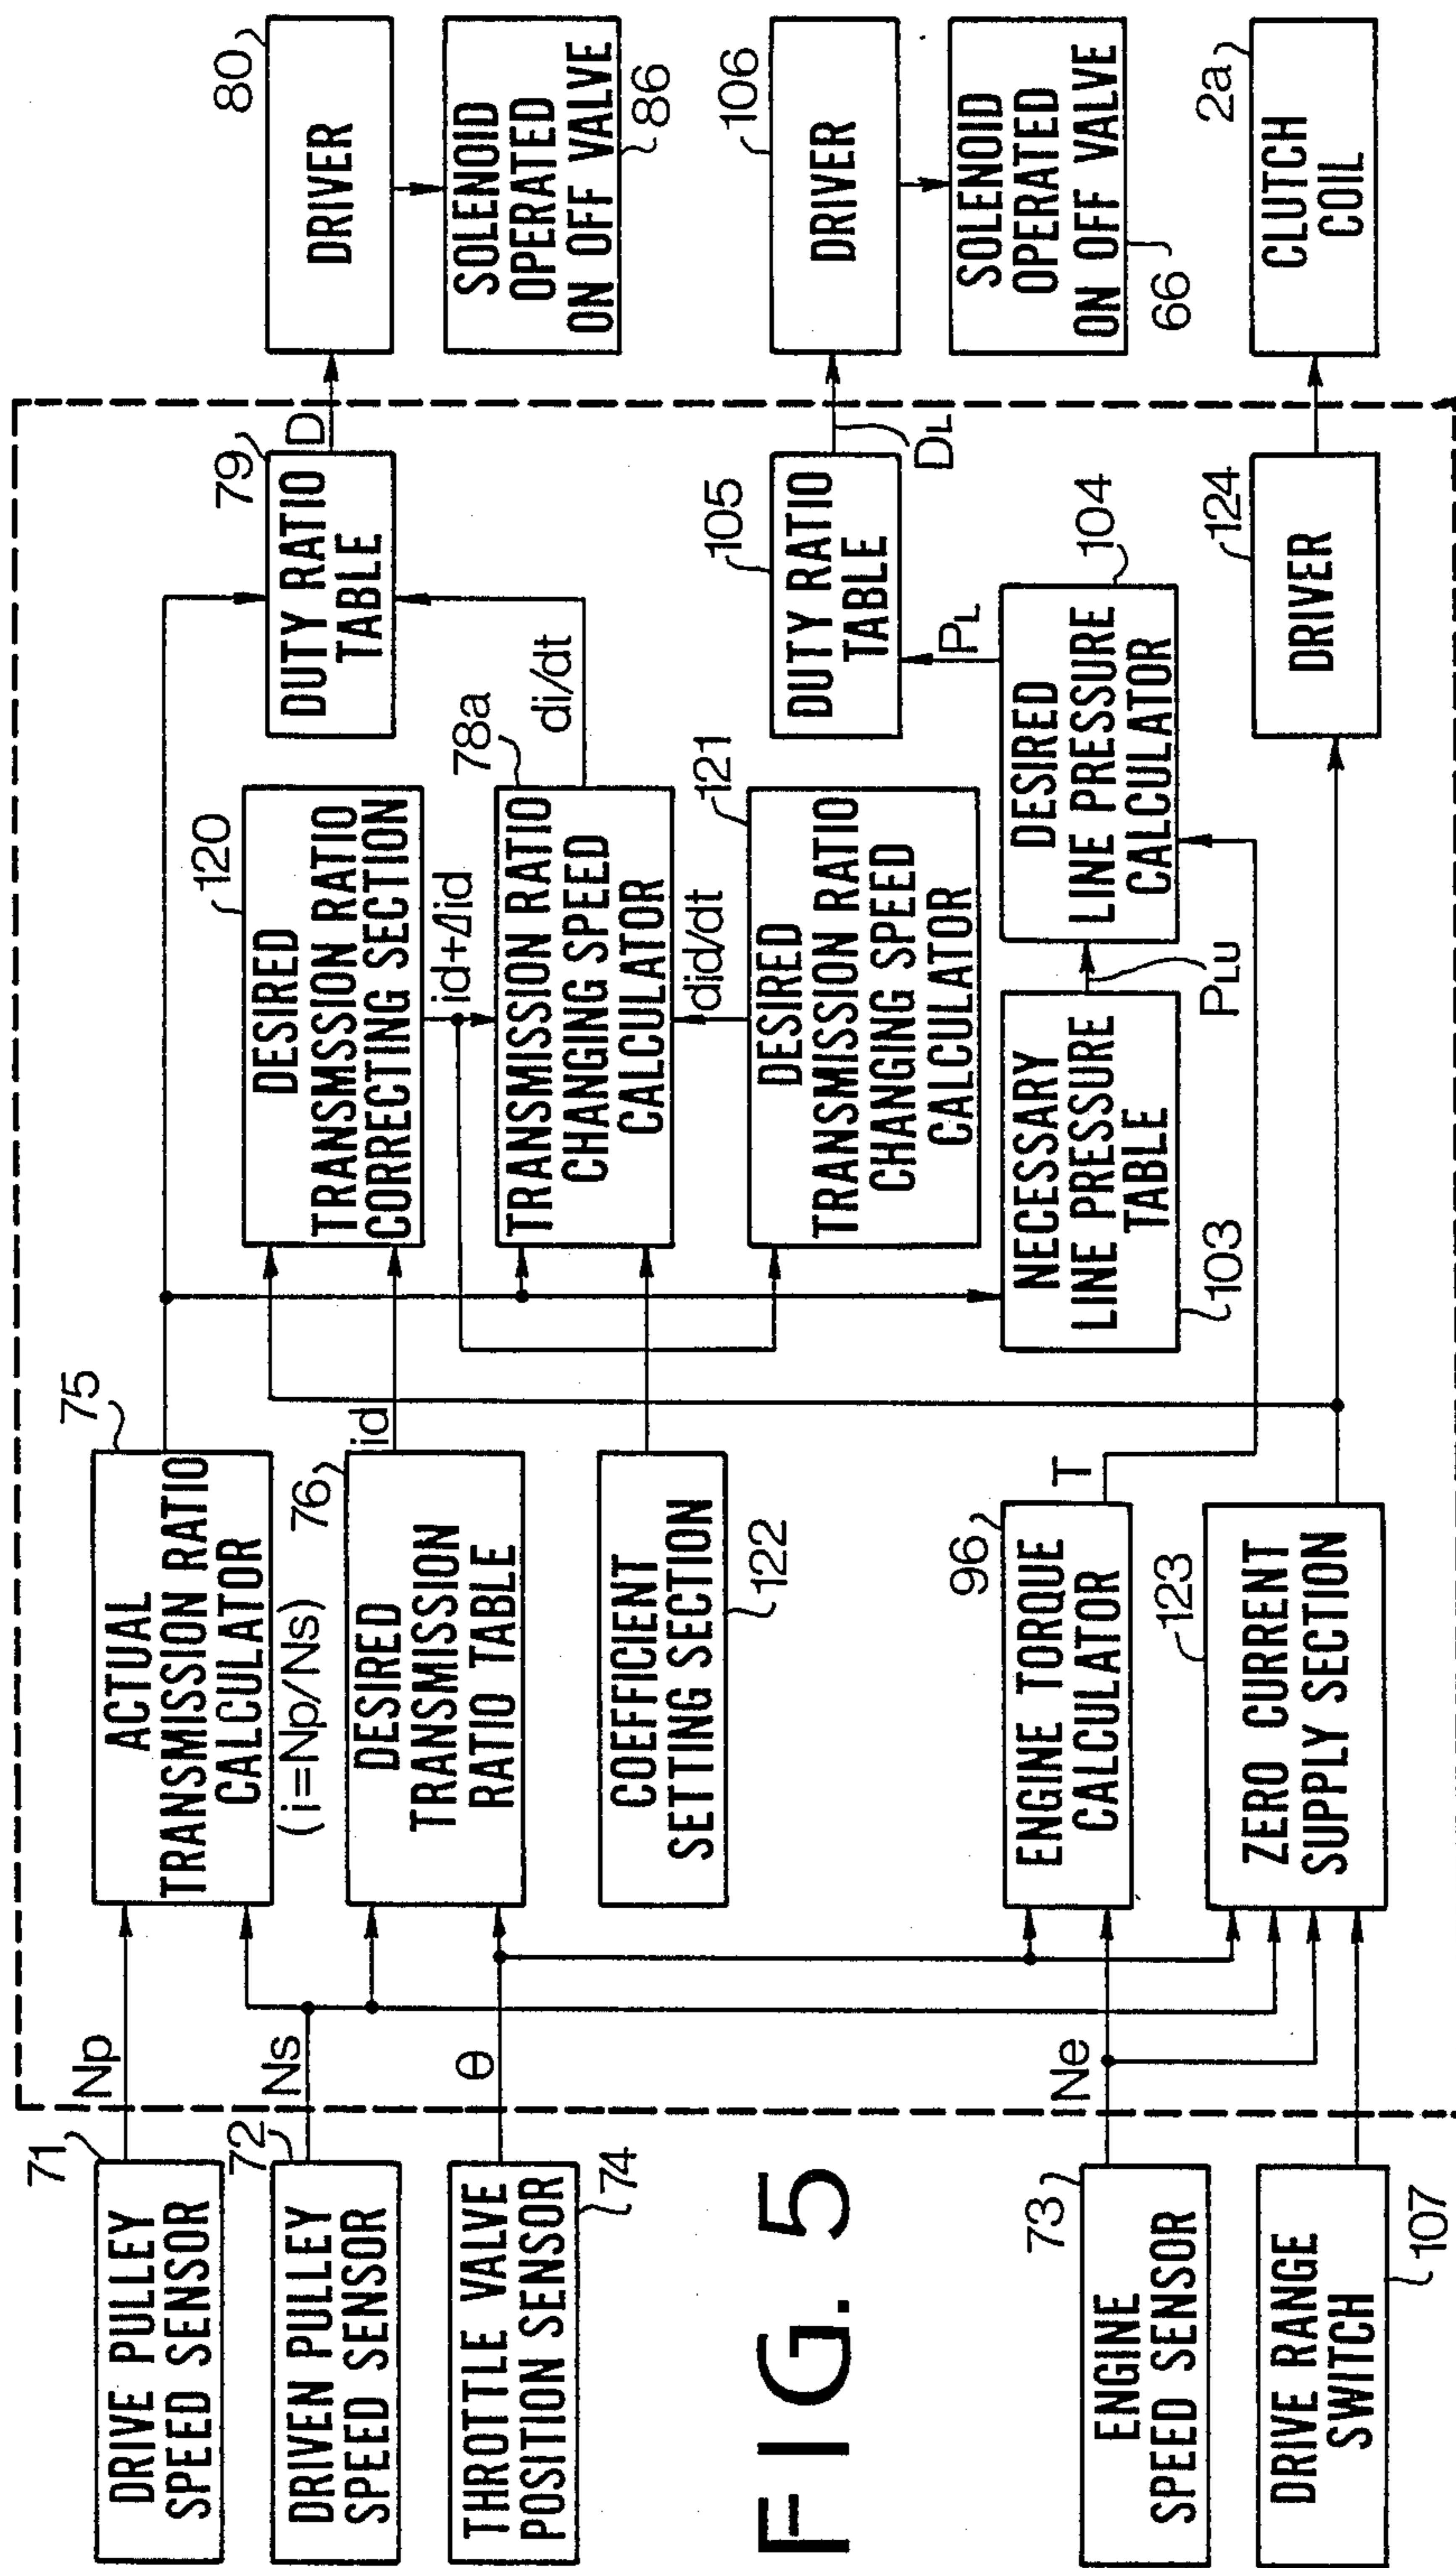 DRIVE PULLEY
SPEED SENSOR
71
Np
DRIVEN PULLEY
SPEED SENSOR
72
Ns
THROTTLE VALVE
POSITION SENSOR
74
θ
FIG. 5
ENGINE
SPEED SENSOR
73
Ne
DRIVE RANGE
SWITCH
107
ACTUAL
TRANSMISSION RATIO
CALCULATOR
(i=Np/Ns)
75
DESIRED
TRANSMISSION
RATIO TABLE
76
id
COEFFICIENT
SETTING SECTION
122
ENGINE TORQUE
CALCULATOR
96
T
ZERO CURRENT
SUPPLY SECTION
123
DESIRED
TRANSMSSION RATIO
CORRECTING SECTION
120
id+Δid
TRANSMISSION RATIO
CHANGING SPEED
CALCULATOR
78a
di/dt
did/dt
DESIRED
TRANSMISSION RATIO
CHANGING SPEED
CALCULATOR
121
NECESSARY
LINE PRESSURE
TABLE
103
PLU
DESIRED
LINE PRESSURE
CALCULATOR
104
PL
DUTY RATIO
TABLE
79
D
DUTY RATIO
TABLE
105
DL
DRIVER
124
DRIVER
80
SOLENOID
OPERATED
ON OFF VALVE
86
DRIVER
106
SOLENOID
OPERATED
ON OFF VALVE
66
CLUTCH
COIL
2a